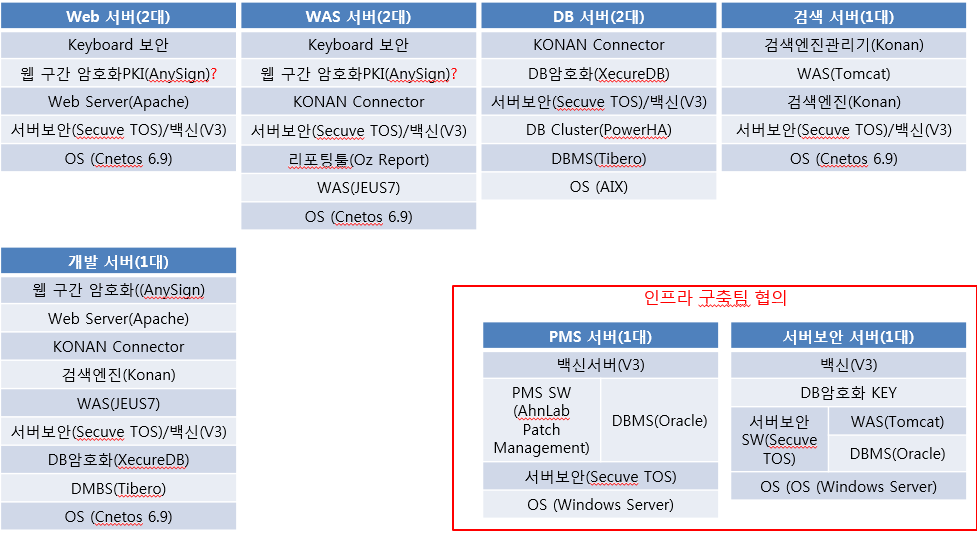 Web 서버(2대)
Keyboard 보안
웹 구간 암호화PKI(AnySign)?
Web Server(Apache)
서버보안(Secuve TOS)/백신(V3)
OS (Cnetos 6.9)
WAS 서버(2대)
Keyboard 보안
웹 구간 암호화PKI(AnySign)?
KONAN Connector
서버보안(Secuve TOS)/백신(V3)
리포팅툴(Oz Report)
WAS(JEUS7)
OS (Cnetos 6.9)
DB 서버(2대)
KONAN Connector
DB암호화(XecureDB)
서버보안(Secuve TOS)/백신(V3)
DB Cluster(PowerHA)
DBMS(Tibero)
OS (AIX)
검색 서버(1대)
검색엔진관리기(Konan)
WAS(Tomcat)
검색엔진(Konan)
서버보안(Secuve TOS)/백신(V3)
OS (Cnetos 6.9)
개발 서버(1대)
웹 구간 암호화((AnySign)
Web Server(Apache)
KONAN Connector
검색엔진(Konan)
WAS(JEUS7)
서버보안(Secuve TOS)/백신(V3)
DB암호화(XecureDB)
DMBS(Tibero)
OS (Cnetos 6.9)
인프라 구축팀 협의
PMS 서버(1대)
백신서버(V3)
PMS SW
(AhnLab
Patch
Management)
DBMS(Oracle)
서버보안(Secuve TOS)
OS (Windows Server)
서버보안 서버(1대)
백신(V3)
DB암호화 KEY
서버보안
SW(Secuve
TOS)
WAS(Tomcat)
DBMS(Oracle)
OS (OS (Windows Server)